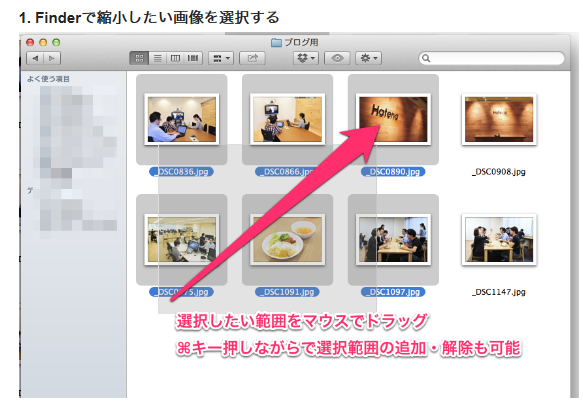 1. Finderで縮小したい画像を選択する
ブログ用
よく使う項目
Hatena
_DSC0836.jpg
_DSC0866.jpg
_DSC0890.jpg
_DSC0908.jpg
デ
_DSC1091.jpg
_DSC1097.jpg
_DSC1147.jpg
選択したい範囲をマウスでドラッグ
⌘キー押しながらで選択範囲の追加・解除も可能